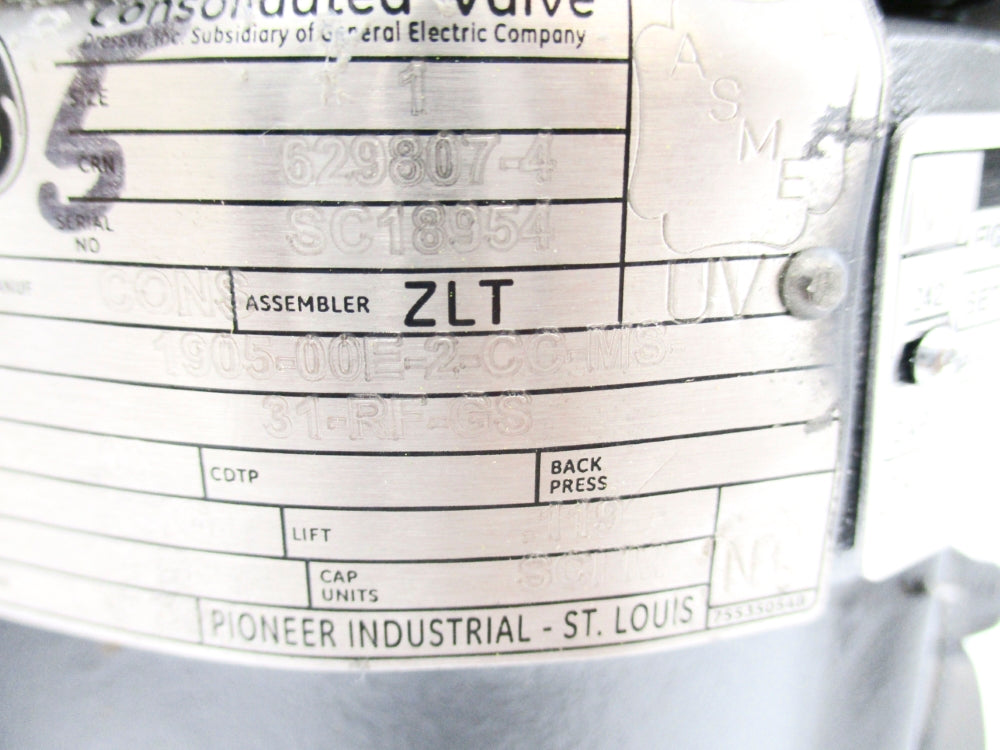 Consolidated Valve
Dresser, Inc. Subsidiary of General Electric Company
5
SIZE 1
CRN 629807-4
SERIAL NO SC18954
ASME
UV
CONS ASSEMBLER ZLT
1905-00E-2-CC-MS-
31-RF-GS
CDTP BACK PRESS
LIFT .119
CAP UNITS SCFM
NB
PIONEER INDUSTRIAL - ST. LOUIS